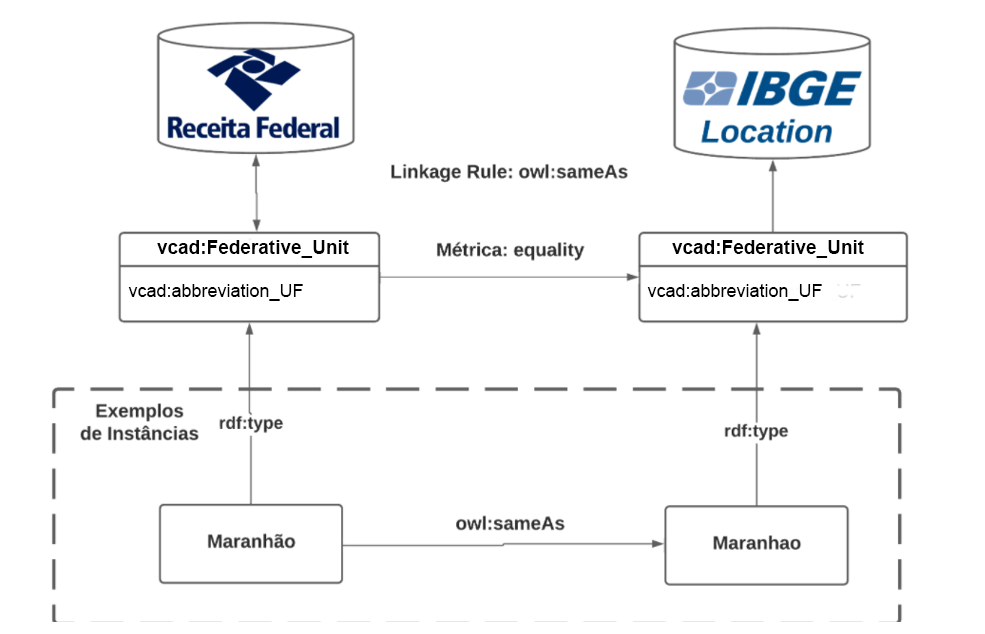 Receita Federal
IBGE
Location
Linkage Rule: owl:sameAs
vcad:Federative_Unit
Métrica: equality
vcad:Federative_Unit
vcad:abbreviation_UF
vcad:abbreviation_UF UF
Exemplos
de Instâncias
rdf:type
rdf:type
Maranhão
owl:sameAs
Maranhao